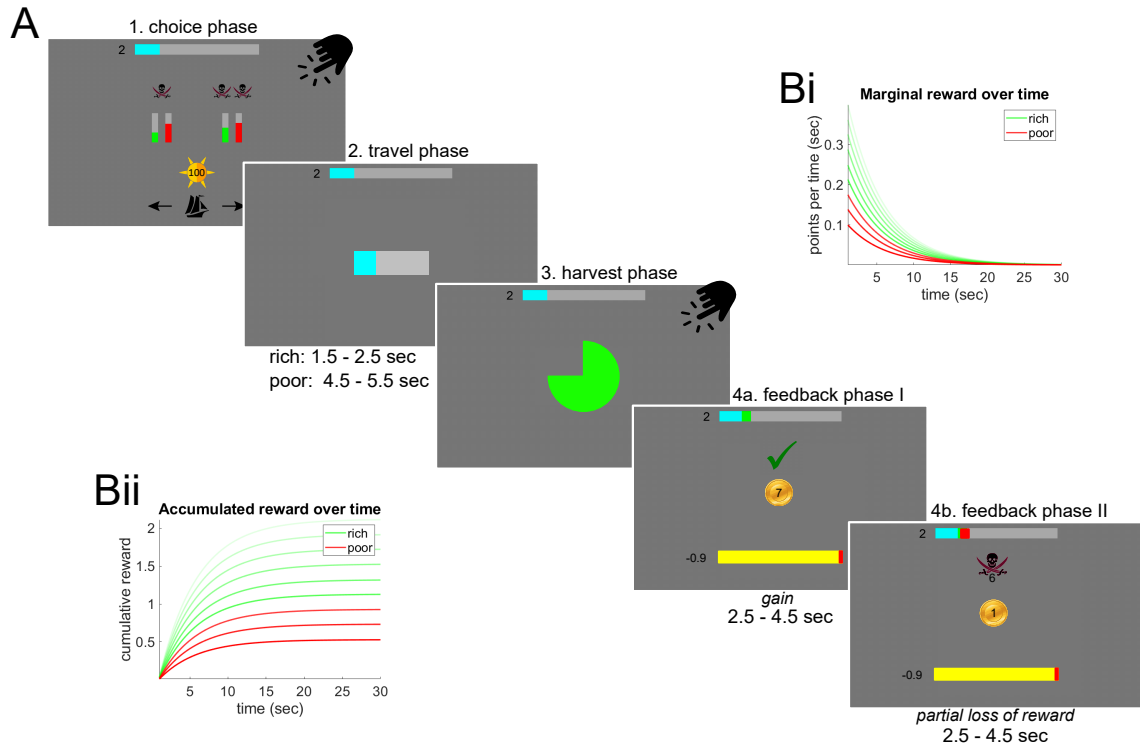 A
1. choice phase
2
100
2. travel phase
2
rich: 1.5 - 2.5 sec
poor: 4.5 - 5.5 sec
3. harvest phase
2
4a. feedback phase I
2
7
-0.9
gain
2.5 - 4.5 sec
4b. feedback phase II
2
6
1
-0.9
partial loss of reward
2.5 - 4.5 sec
Bi
Marginal reward over time
rich
poor
points per time (sec)
0.3
0.2
0.1
5 10 15 20 25 30
time (sec)
Bii
Accumulated reward over time
rich
poor
cumulative reward
2
1.5
1
0.5
5 10 15 20 25 30
time (sec)